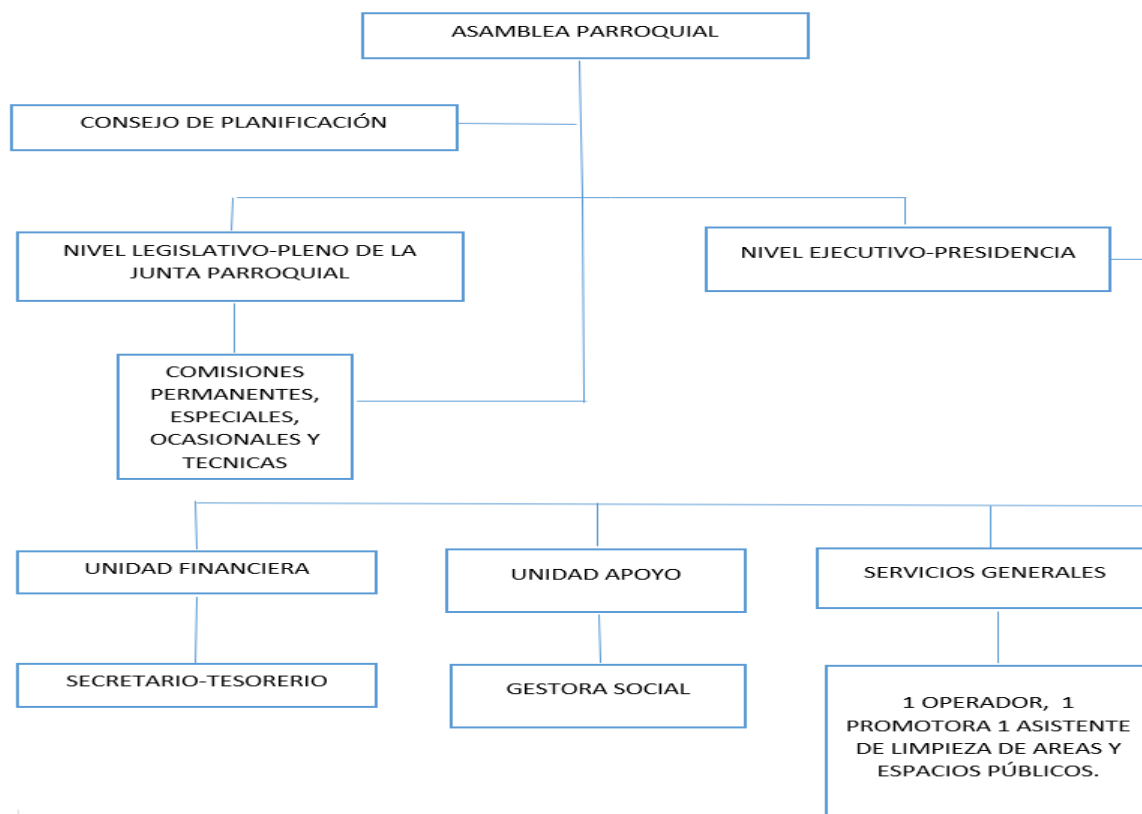 ASAMBLEA PARROQUIAL
CONSEJO DE PLANIFICACIÓN
NIVEL LEGISLATIVO-PLENO DE LA
JUNTA PARROQUIAL
NIVEL EJECUTIVO-PRESIDENCIA
COMISIONES
PERMANENTES,
ESPECIALES,
OCASIONALES Y
TECNICAS
UNIDAD FINANCIERA
UNIDAD APOYO
SERVICIOS GENERALES
SECRETARIO-TESORERIO
GESTORA SOCIAL
1 OPERADOR, 1
PROMOTORA 1 ASISTENTE
DE LIMPIEZA DE AREAS Y
ESPACIOS PÚBLICOS.